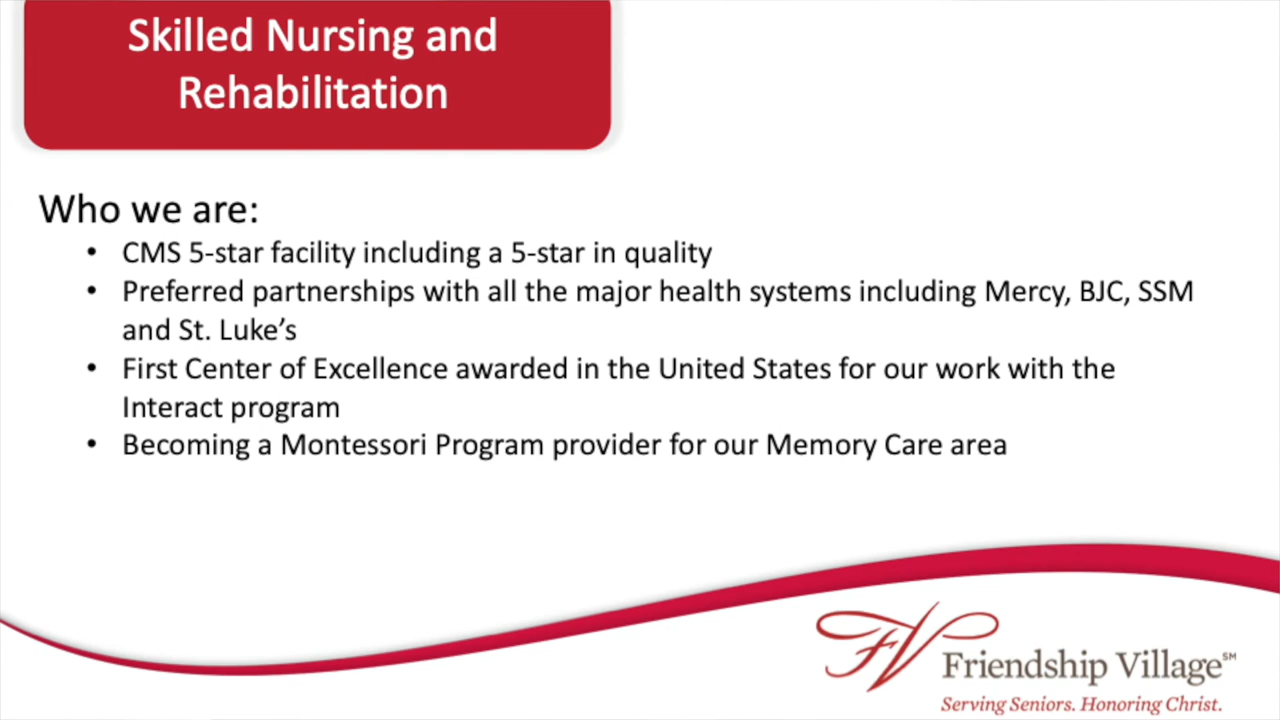 Skilled Nursing and
Rehabilitation
Who we are:
• CMS 5-star facility including a 5-star in quality
• Preferred partnerships with all the major health systems including Mercy, BJC, SSM
and St. Luke’s
• First Center of Excellence awarded in the United States for our work with the
Interact program
• Becoming a Montessori Program provider for our Memory Care area
FV
Friendship Village℠
Serving Seniors. Honoring Christ.